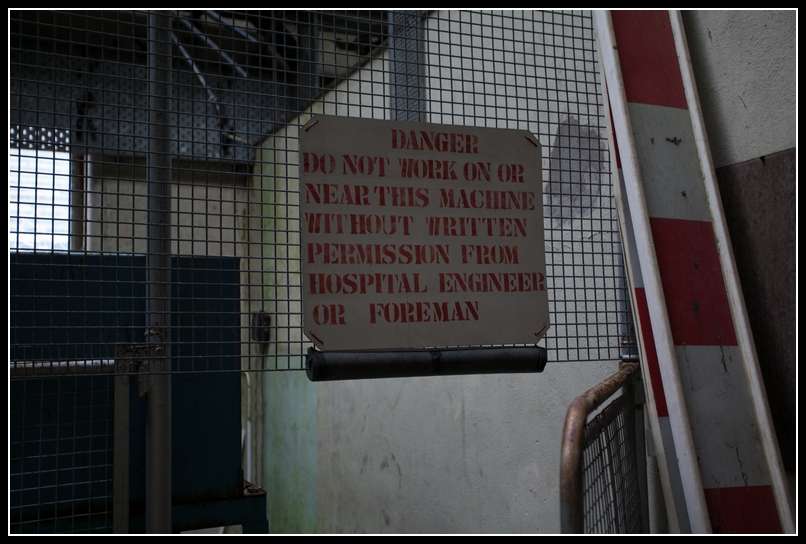 DANGER
DO NOT WORK ON OR
NEAR THIS MACHINE
WITHOUT WRITTEN
PERMISSION FROM
HOSPITAL ENGINEER
OR FOREMAN